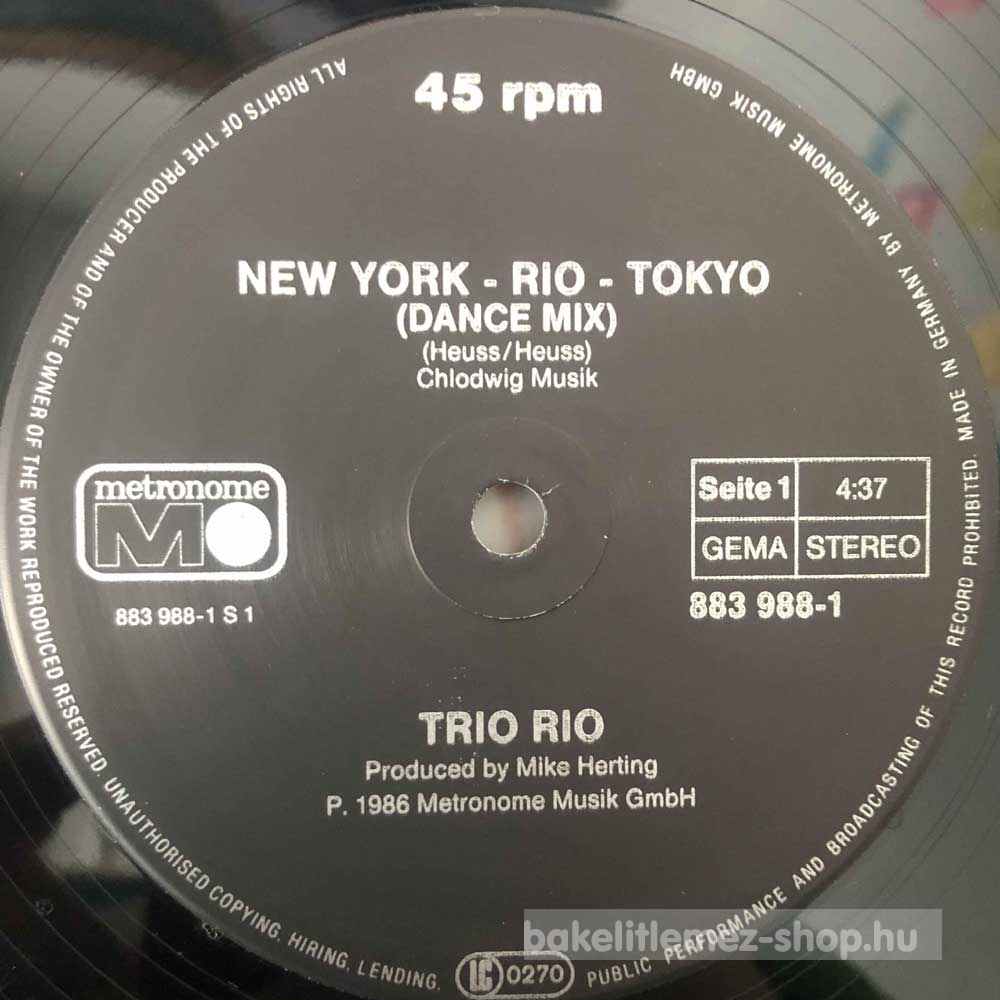 45 rpm
NEW YORK - RIO - TOKYO
(DANCE MIX)
(Heuss/Heuss)
Chlodwig Musik
metronome
M
883 988-1 S 1
Seite 1 4:37
GEMA STEREO
883 988-1
TRIO RIO
Produced by Mike Herting
P. 1986 Metronome Musik GmbH
ALL RIGHTS OF THE PRODUCER AND OF THE OWNER OF THE WORK REPRODUCED RESERVED. UNAUTHORISED COPYING, HIRING, LENDING, LC 0270 PUBLIC PERFORMANCE AND BROADCASTING OF THIS RECORD PROHIBITED. MADE IN GERMANY BY METRONOME MUSIK GMBH
bakelitlemez-shop.hu